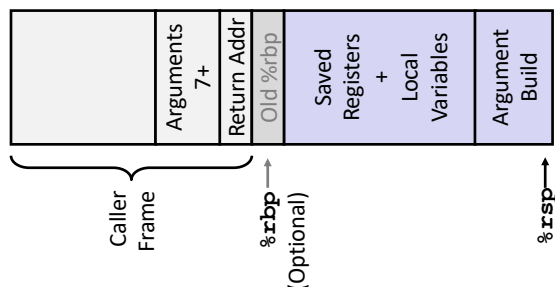 Caller
Frame
Arguments
7+
Return Addr
%rbp
(Optional)
Old %rbp
Saved
Registers
+
Local
Variables
Argument
Build
%rsp